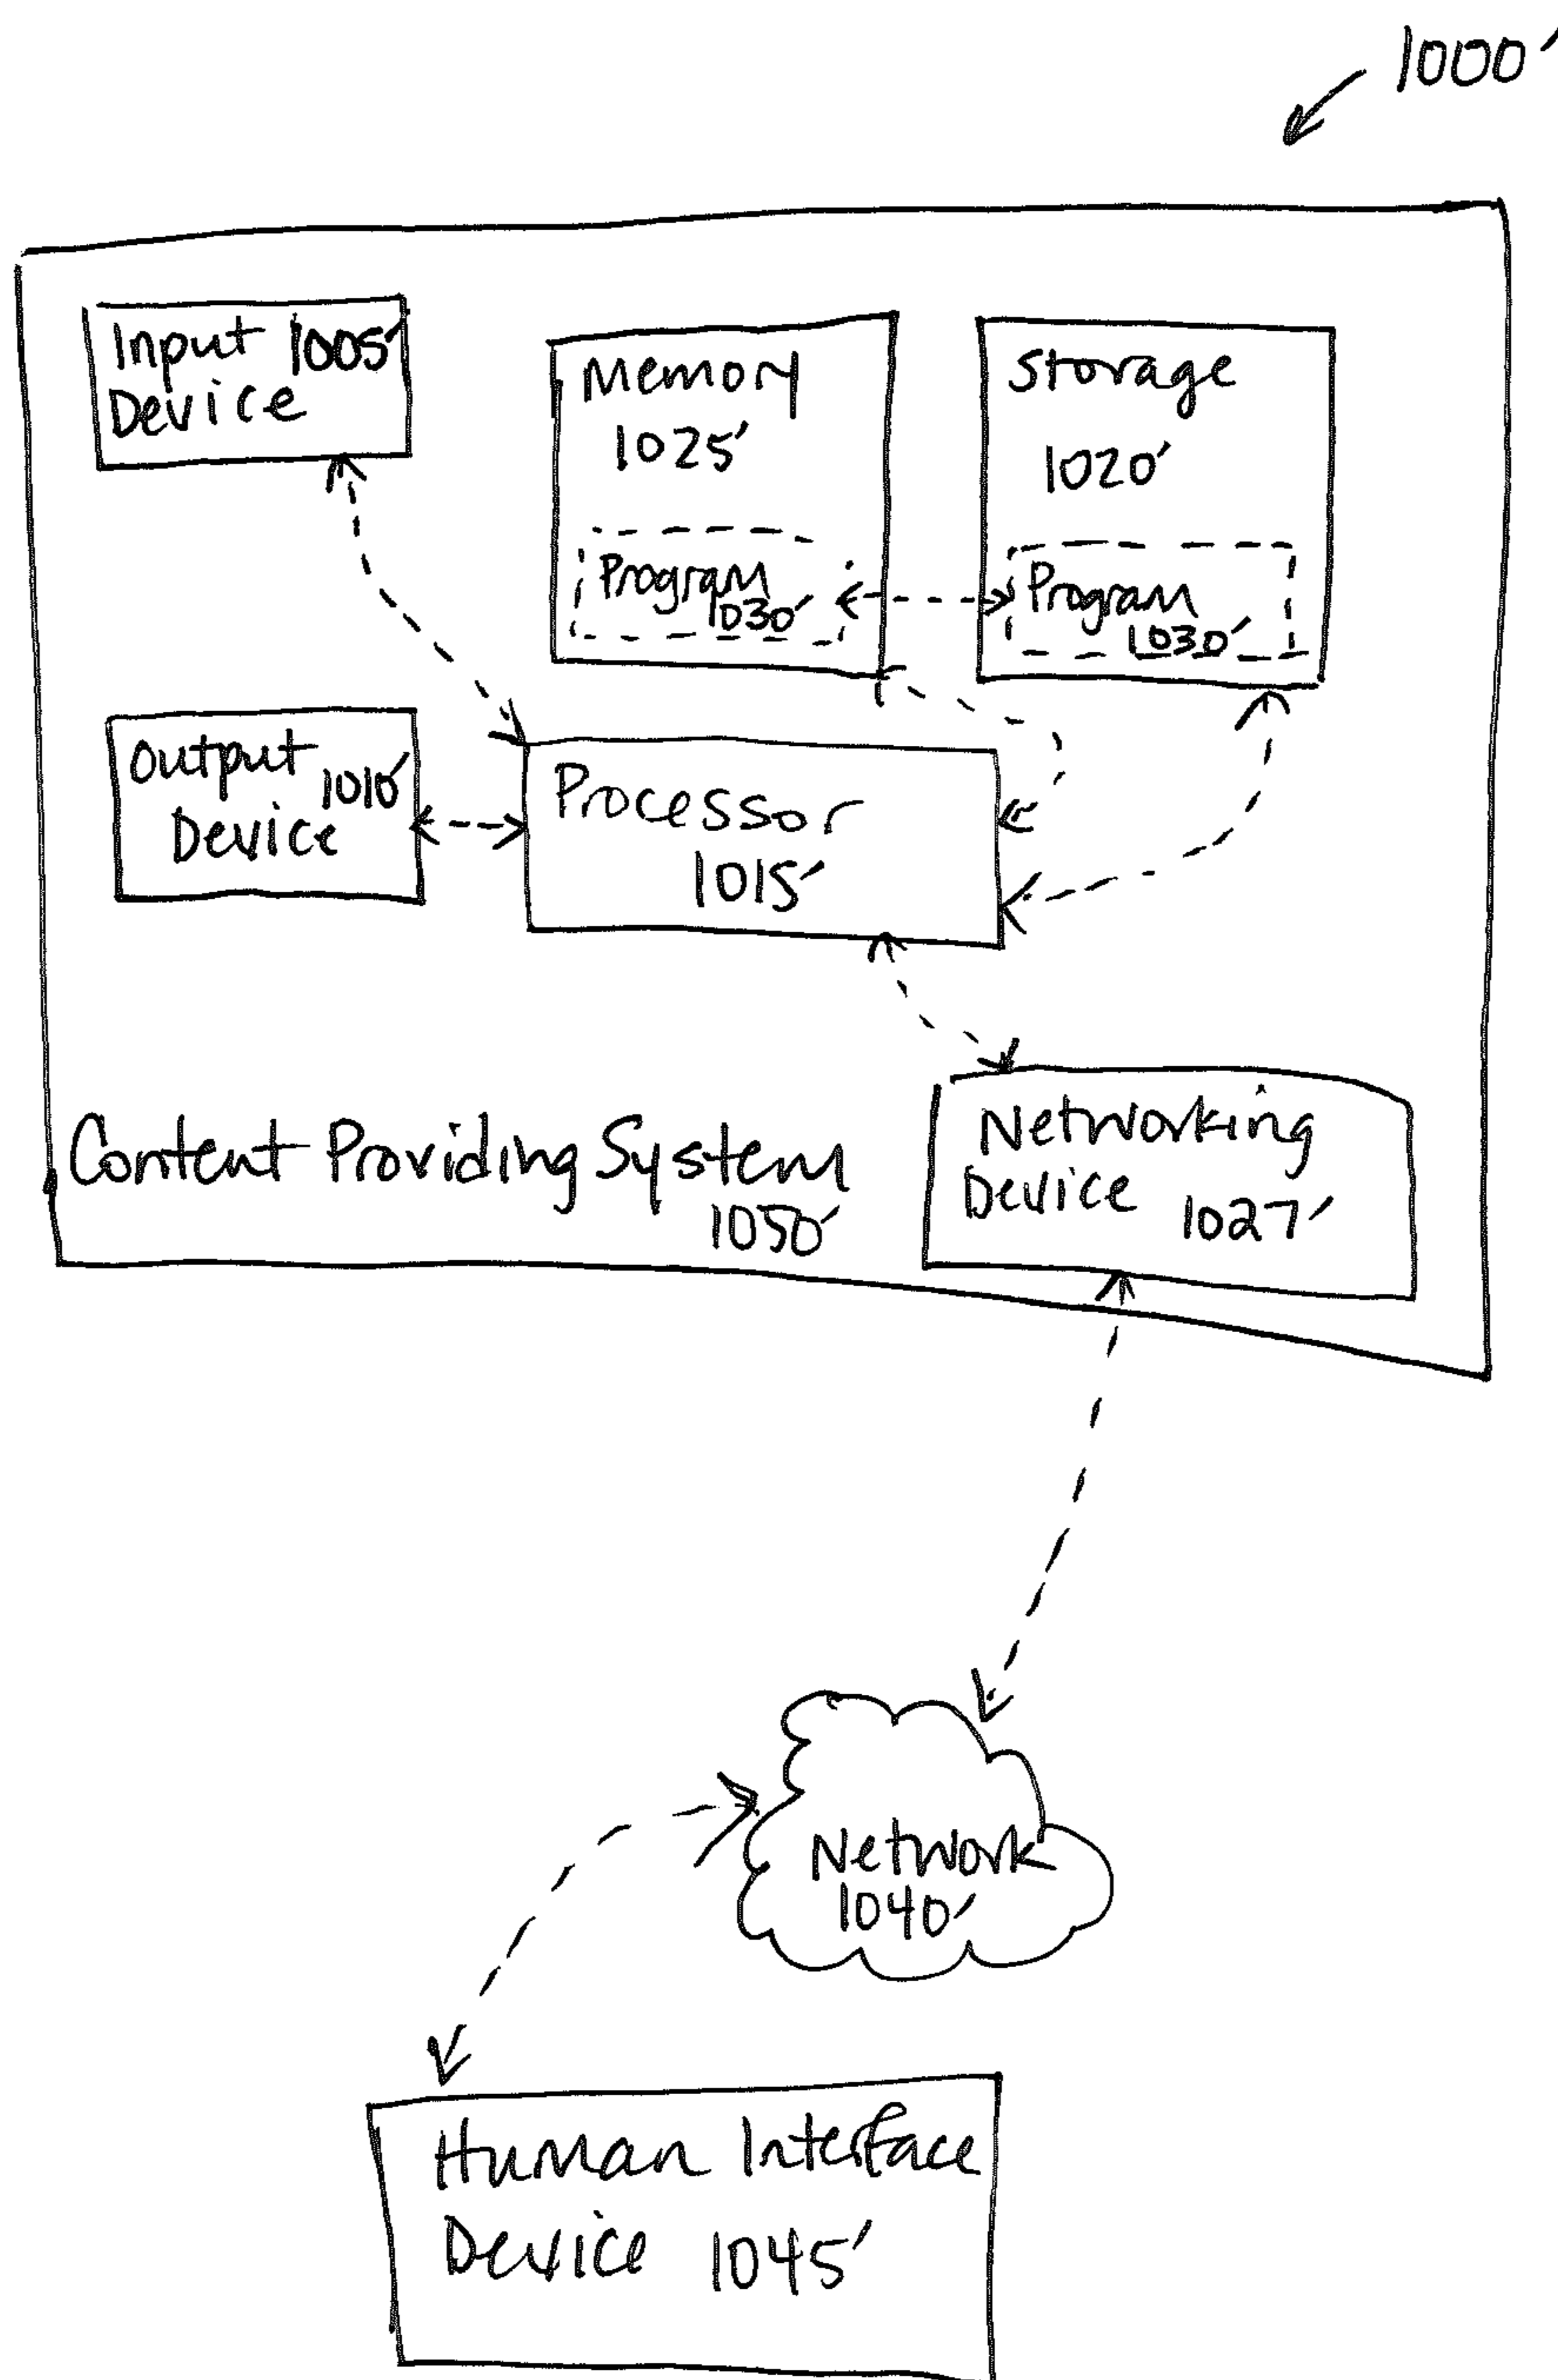 1000′
Input 1005′
Device
Memory
1025′
Program
1030′
Storage
1020′
Program
1030′
Output 1010′
Device
Processor
1015′
Content Providing System
1050′
Networking
Device 1027′
Network
1040′
Human Interface
Device 1045′